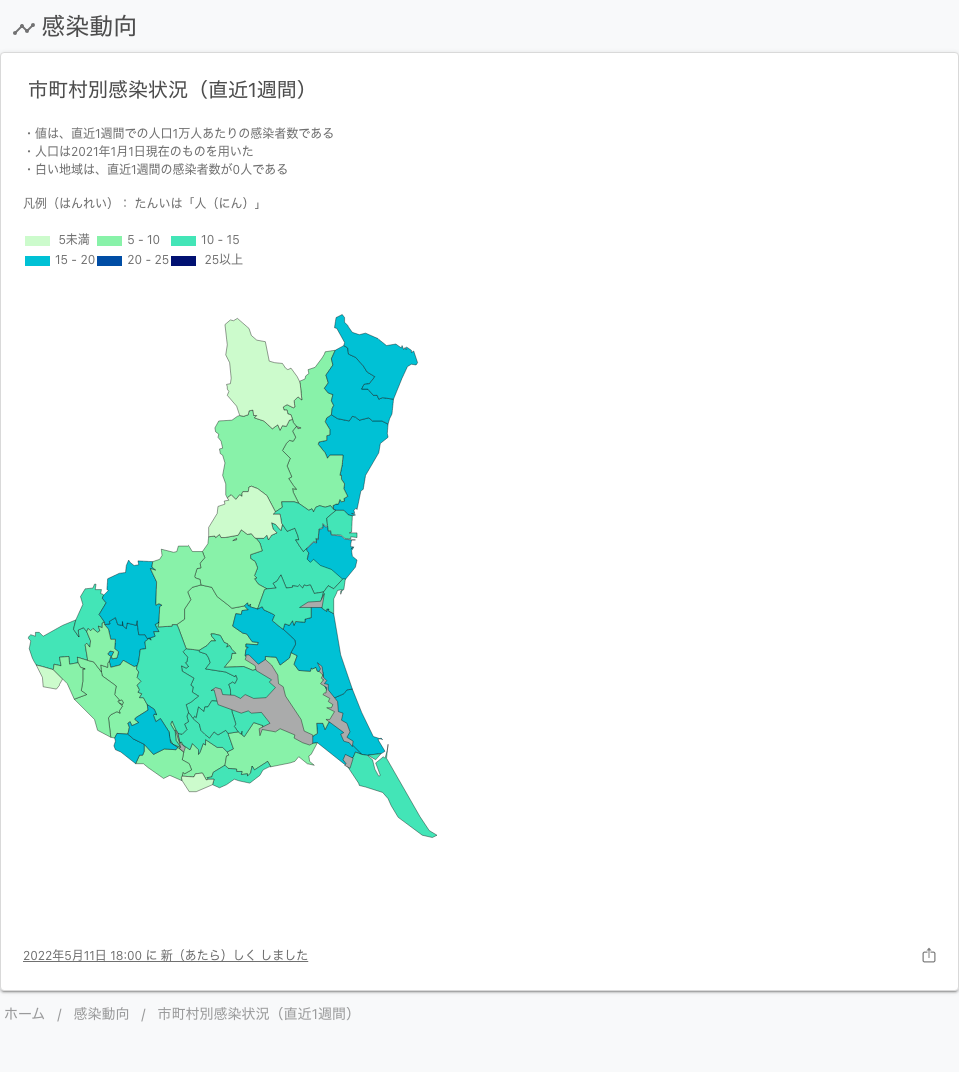 感染動向
市町村別感染状況（直近1週間）
・値は、直近1週間での人口1万人あたりの感染者数である
・人口は2021年1月1日現在のものを用いた
・白い地域は、直近1週間の感染者数が0人である
凡例（はんれい）： たんいは「人（にん）」
5未満 5 - 10 10 - 15
15 - 20 20 - 25 25以上
2022年5月11日 18:00 に 新（あたら）しく しました
ホーム / 感染動向 / 市町村別感染状況（直近1週間）